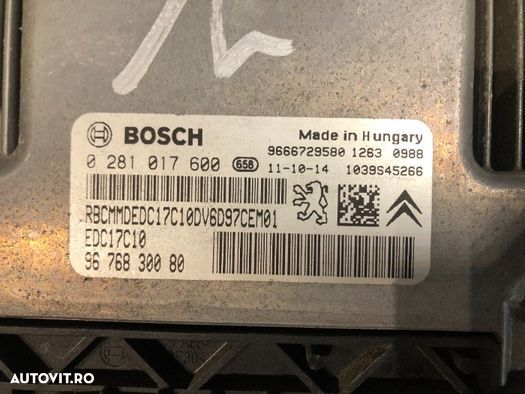 BOSCH
Made in Hungary
0 281 017 600 658
9666729580 1263 0988
11-10-14 1039S45266
RBCMMDEDC17C10DV6D97CEM01
EDC17C10
96 768 300 80
AUTOVIT.RO